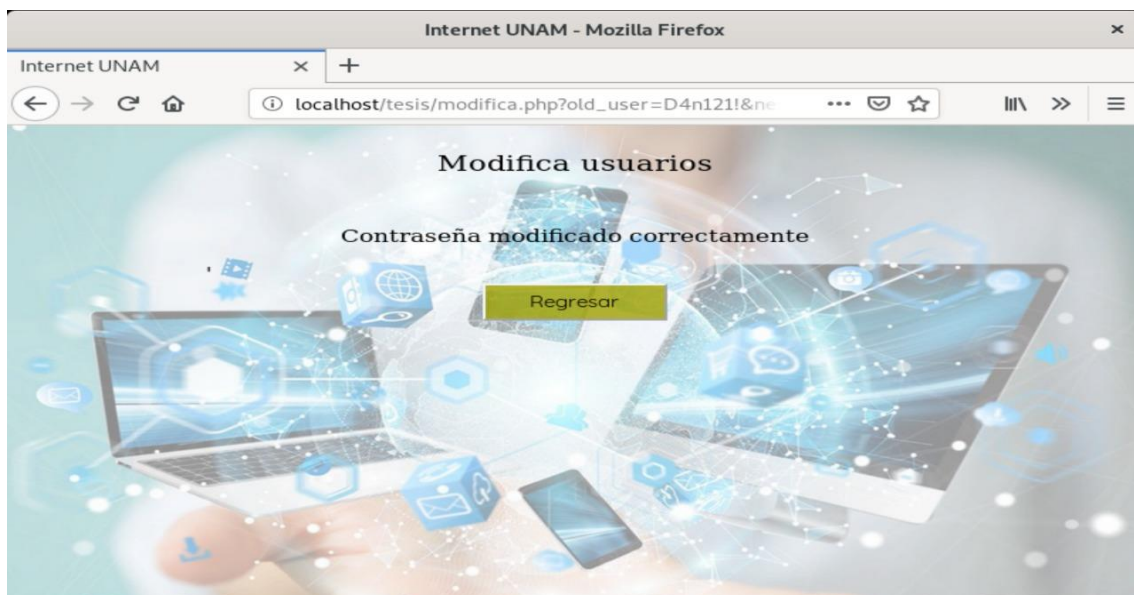 Internet UNAM - Mozilla Firefox
Internet UNAM
localhost/tesis/modifica.php?old_user=D4n121!&ne
Modifica usuarios
Contraseña modificado correctamente
Regresar